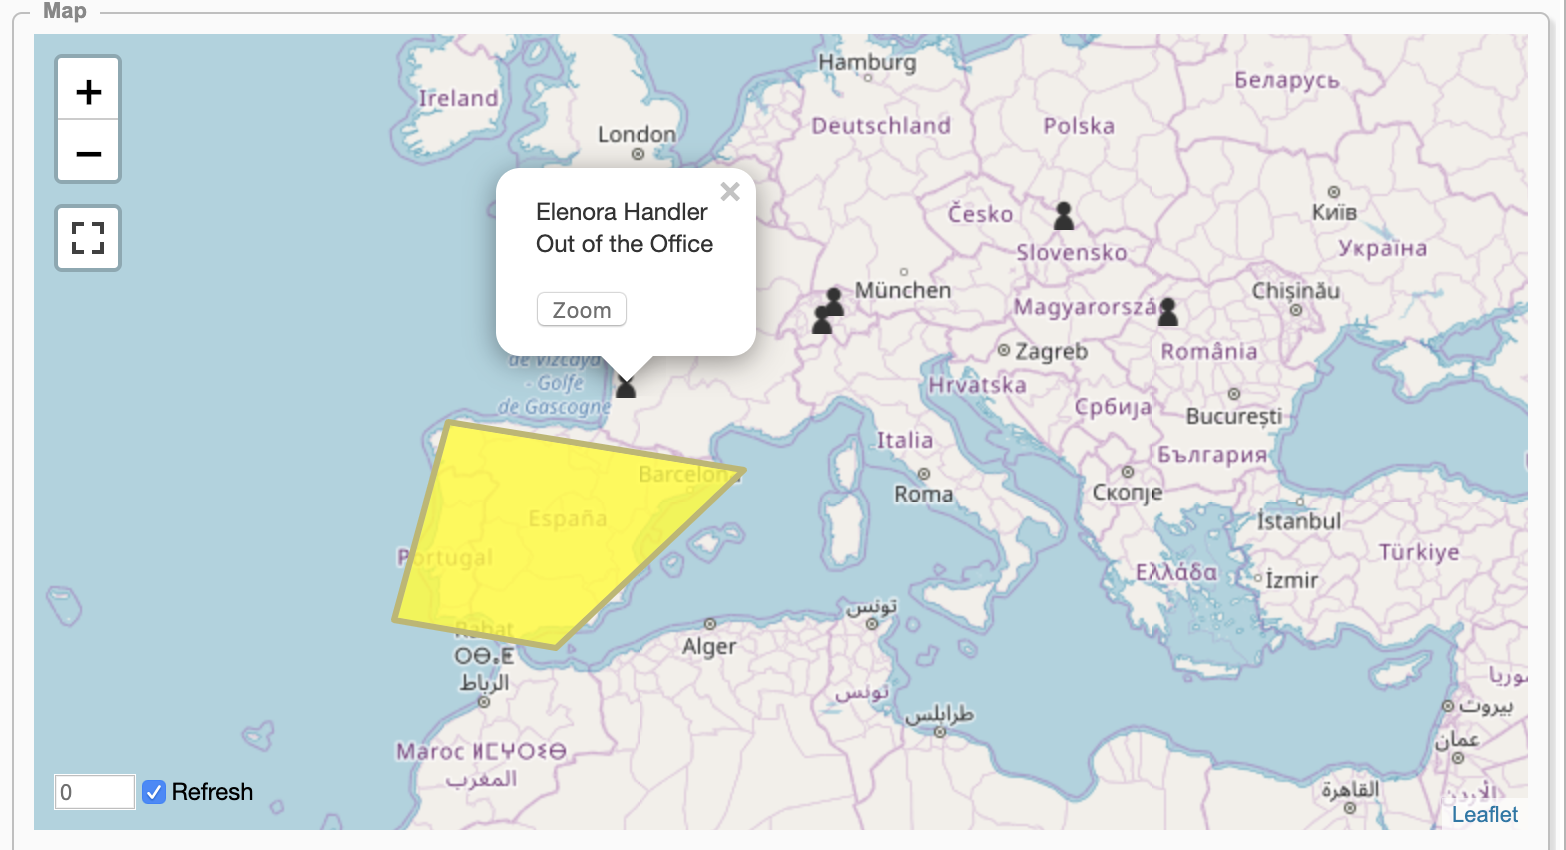 Map
+
−
Hamburg
Беларусь
Ireland
Deutschland
Polska
London
Elenora Handler
Out of the Office
×
Zoom
Česko
Київ
Slovensko
Україна
München
Chișinău
Magyarorszá
Zagreb
România
de Vizcaya
- Golfe
de Gascogne
Hrvatska
Србија
București
Italia
България
Barcelona
Roma
Скопје
España
İstanbul
Portugal
Türkiye
Ελλάδα
İzmir
تونس
Rabat
ⵔⴱⴰⵟ
الرباط
Alger
تونس
طرابلس
بيروت
عمان
Maroc ⵍⵎⵖⵔⵉⴱ
المغرب
القاهرة
0
Refresh
Leaflet